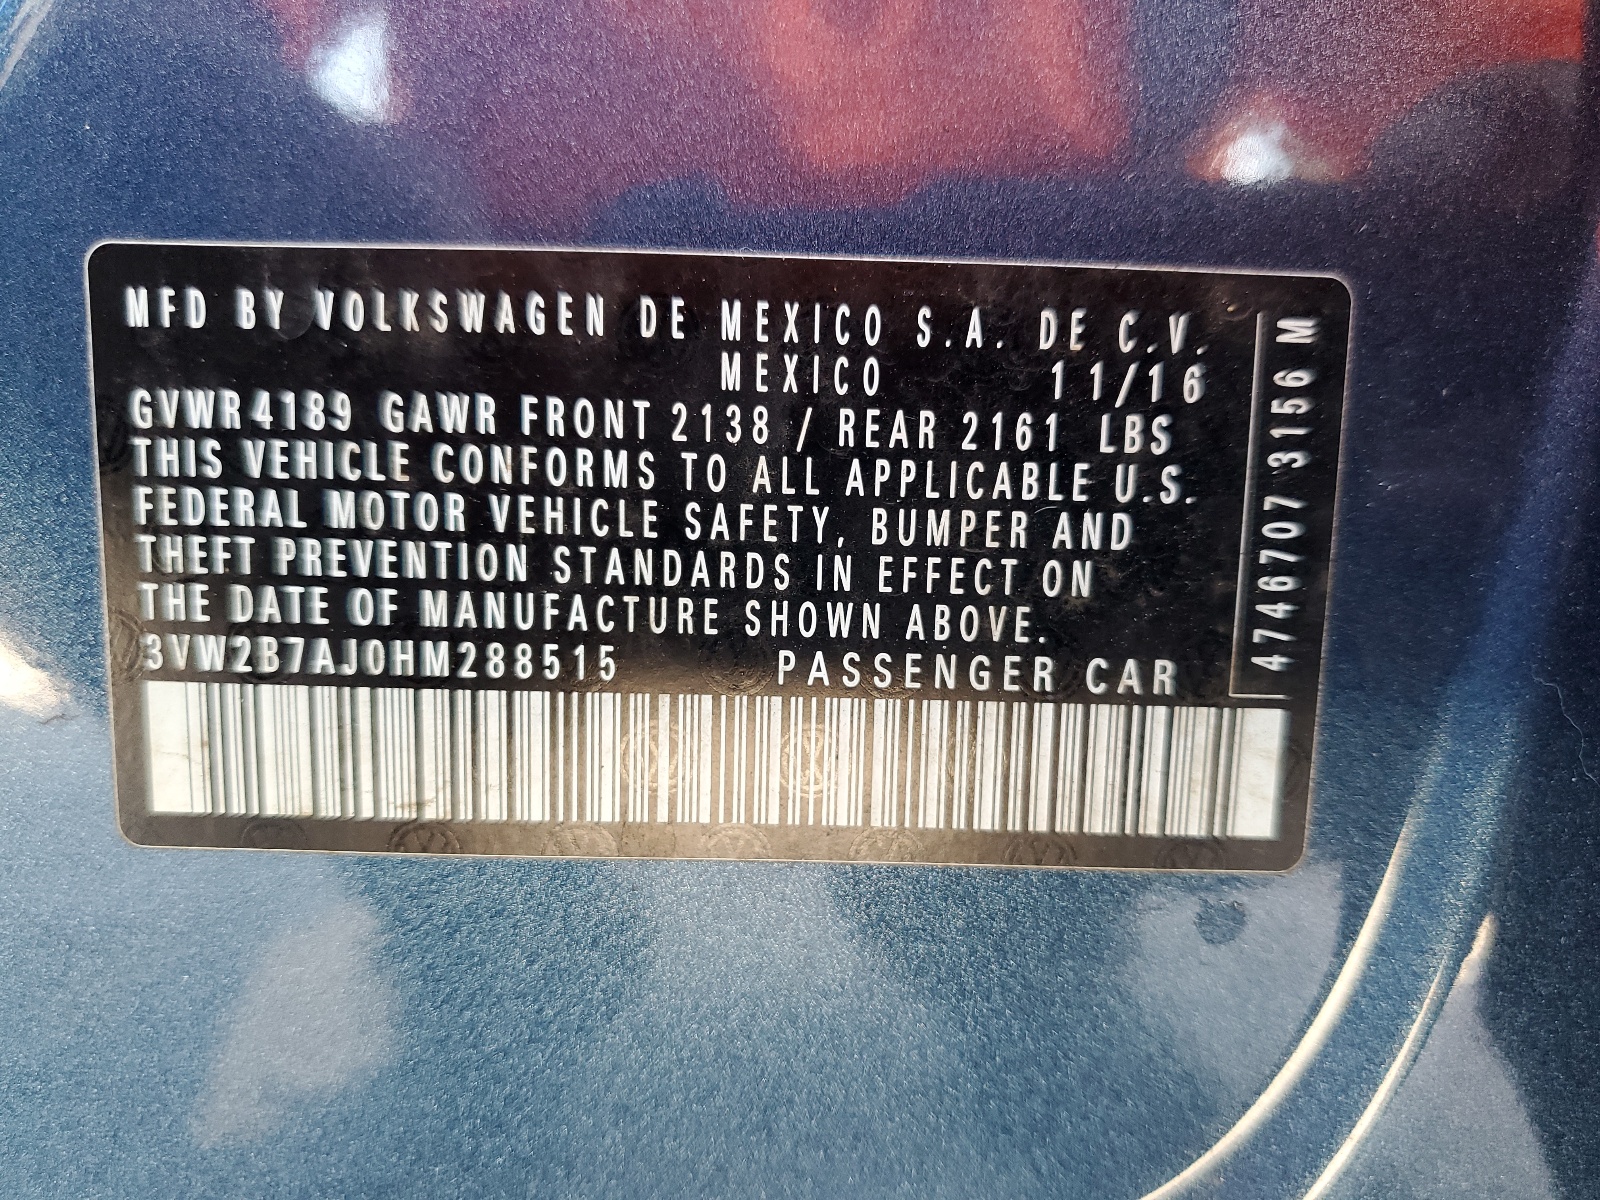 MFD BY VOLKSWAGEN DE MEXICO S.A. DE C.V.
MEXICO 11/16
GVWR 4189 GAWR FRONT 2138 / REAR 2161 LBS
THIS VEHICLE CONFORMS TO ALL APPLICABLE U.S.
FEDERAL MOTOR VEHICLE SAFETY, BUMPER AND
THEFT PREVENTION STANDARDS IN EFFECT ON
THE DATE OF MANUFACTURE SHOWN ABOVE.
3VW2B7AJ0HM288515 PASSENGER CAR
4746707 3156 M